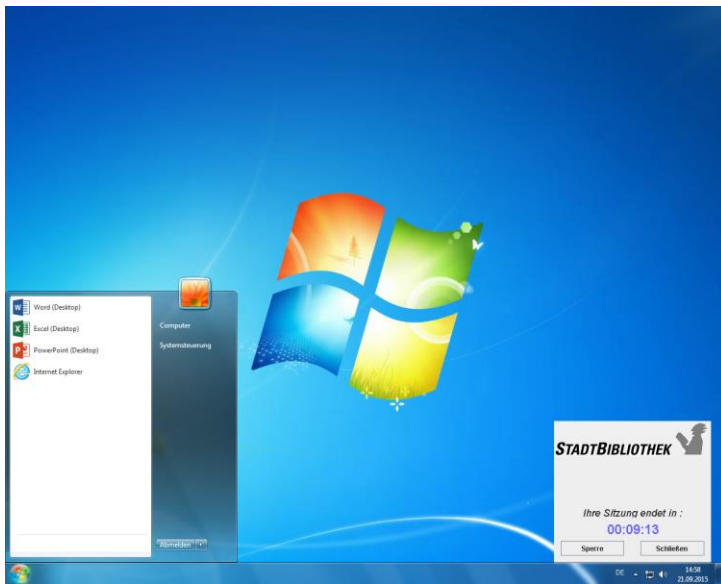 Word (Desktop)
Excel (Desktop)
PowerPoint (Desktop)
Internet Explorer
Computer
Systemsteuerung
Abmelden
STADTBIBLIOTHEK
Ihre Sitzung endet in :
00:09:13
Sperre
Schließen
DE
14:58
21.09.2015